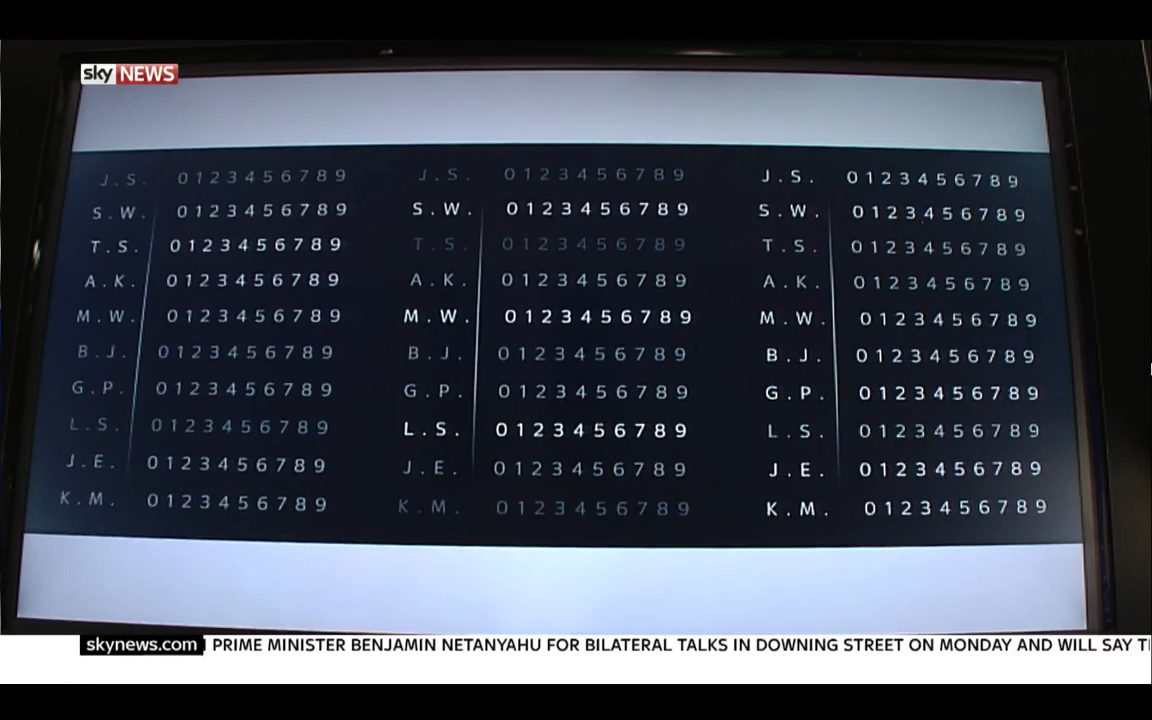 sky NEWS
J.S. 0123456789 J.S. 0123456789 J.S. 0123456789
S.W. 0123456789 S.W. 0123456789 S.W. 0123456789
T.S. 0123456789 T.S. 0123456789 T.S. 0123456789
A.K. 0123456789 A.K. 0123456789 A.K. 0123456789
M.W. 0123456789 M.W. 0123456789 M.W. 0123456789
B.J. 0123456789 B.J. 0123456789 B.J. 0123456789
G.P. 0123456789 G.P. 0123456789 G.P. 0123456789
L.S. 0123456789 L.S. 0123456789 L.S. 0123456789
J.E. 0123456789 J.E. 0123456789 J.E. 0123456789
K.M. 0123456789 K.M. 0123456789 K.M. 0123456789
skynews.com PRIME MINISTER BENJAMIN NETANYAHU FOR BILATERAL TALKS IN DOWNING STREET ON MONDAY AND WILL SAY